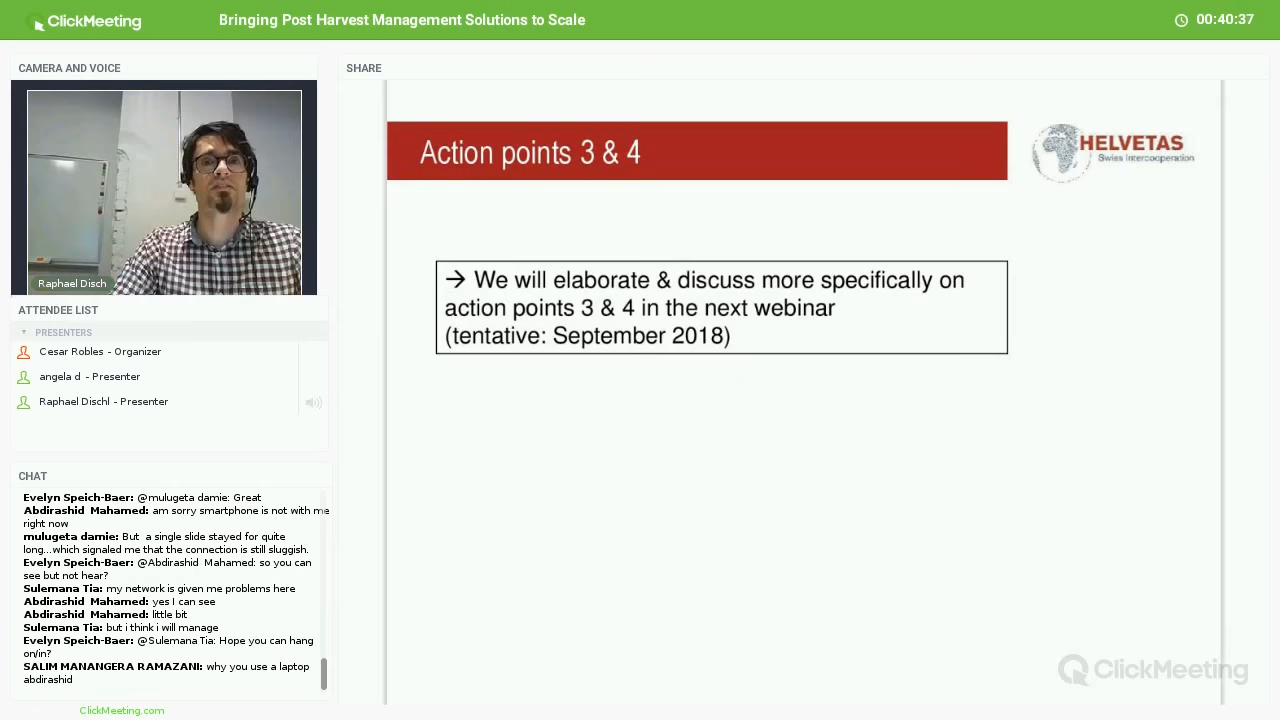 ClickMeeting
Bringing Post Harvest Management Solutions to Scale
00:40:37
CAMERA AND VOICE
Raphael Disch
ATTENDEE LIST
PRESENTERS
Cesar Robles - Organizer
angela d - Presenter
Raphael Dischl - Presenter
CHAT
Evelyn Speich-Baer: @mulugeta damie: Great
Abdirashid Mahamed: am sorry smartphone is not with me
right now
mulugeta damie: But a single slide stayed for quite
long...which signaled me that the connection is still sluggish.
Evelyn Speich-Baer: @Abdirashid Mahamed: so you can
see but not hear?
Sulemana Tia: my network is given me problems here
Abdirashid Mahamed: yes I can see
Abdirashid Mahamed: little bit
Sulemana Tia: but i think i will manage
Evelyn Speich-Baer: @Sulemana Tia: Hope you can hang
on/in?
SALIM MANANGERA RAMAZANI: why you use a laptop
abdirashid
ClickMeeting.com
SHARE
Action points 3 & 4
HELVETAS
Swiss Intercooperation
→ We will elaborate & discuss more specifically on
action points 3 & 4 in the next webinar
(tentative: September 2018)
ClickMeeting